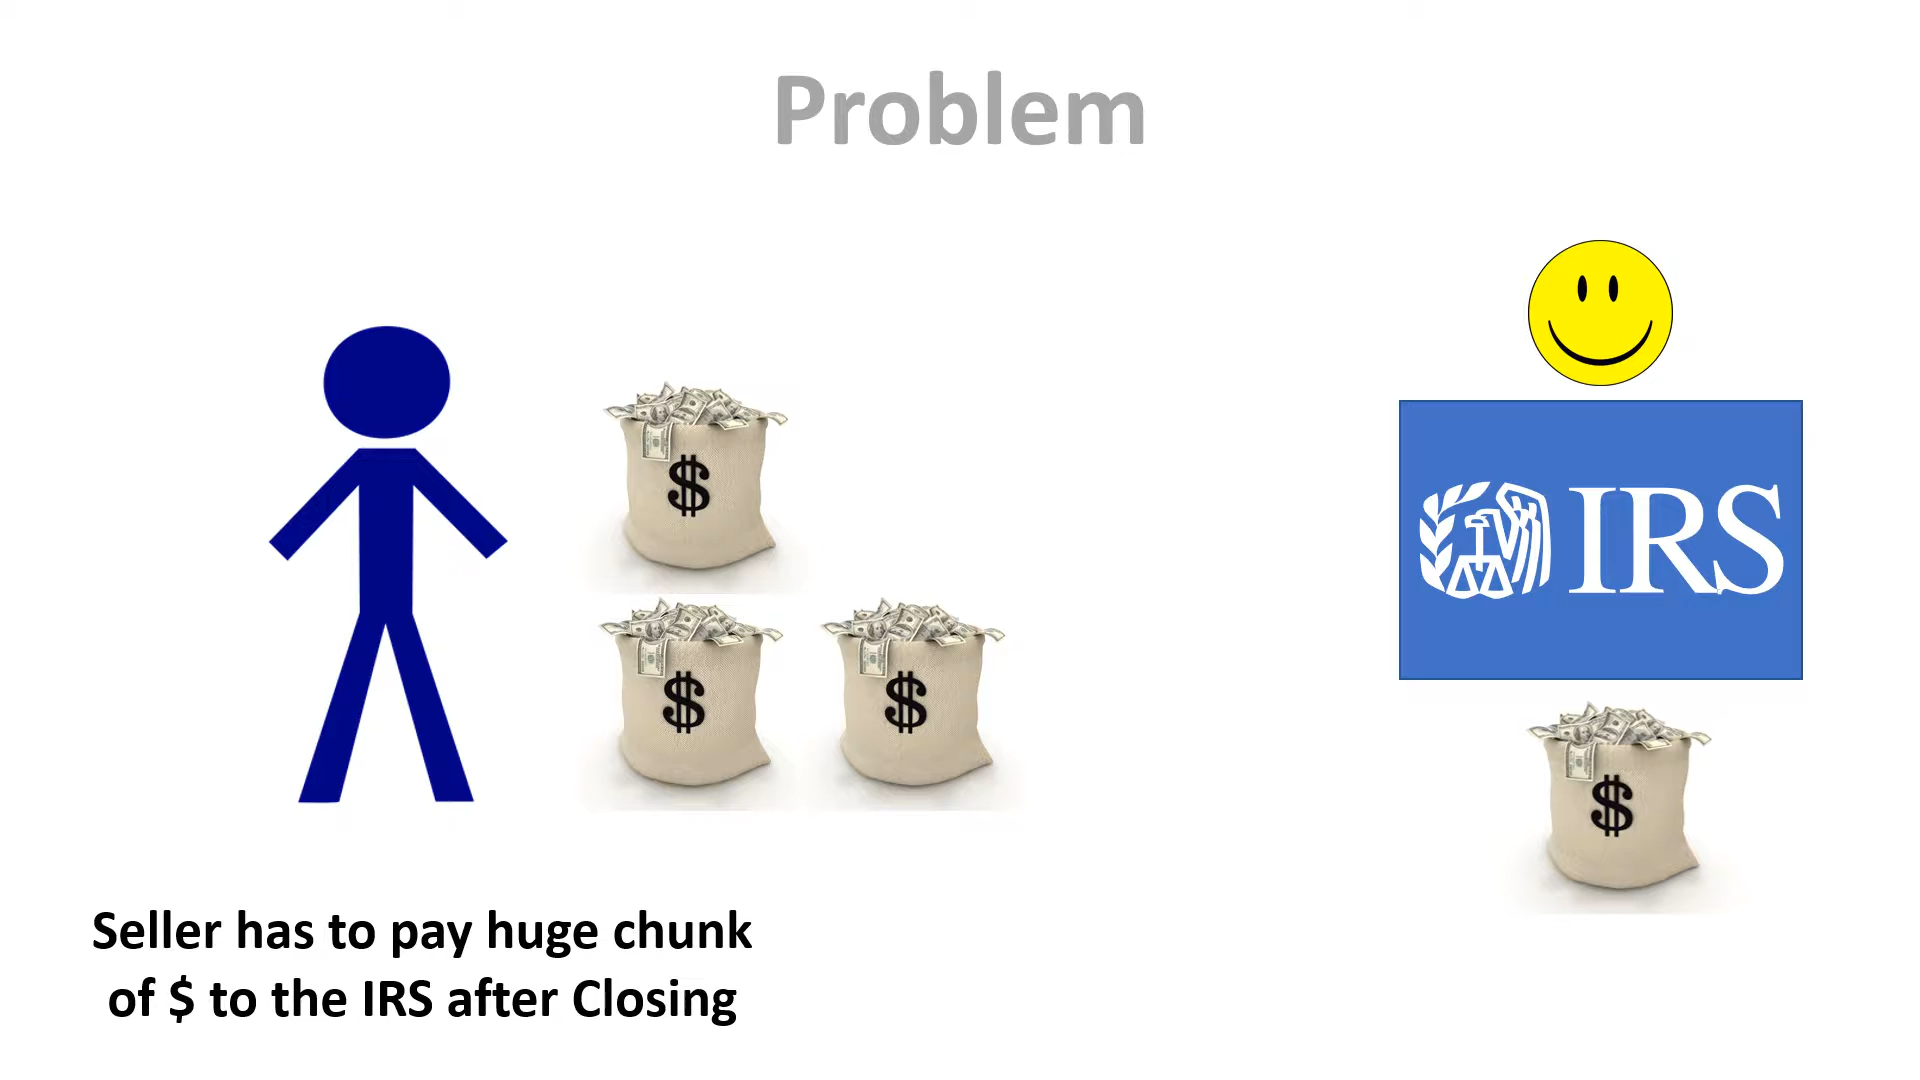 Problem
$
IRS
$ $
$
Seller has to pay huge chunk
of $ to the IRS after Closing